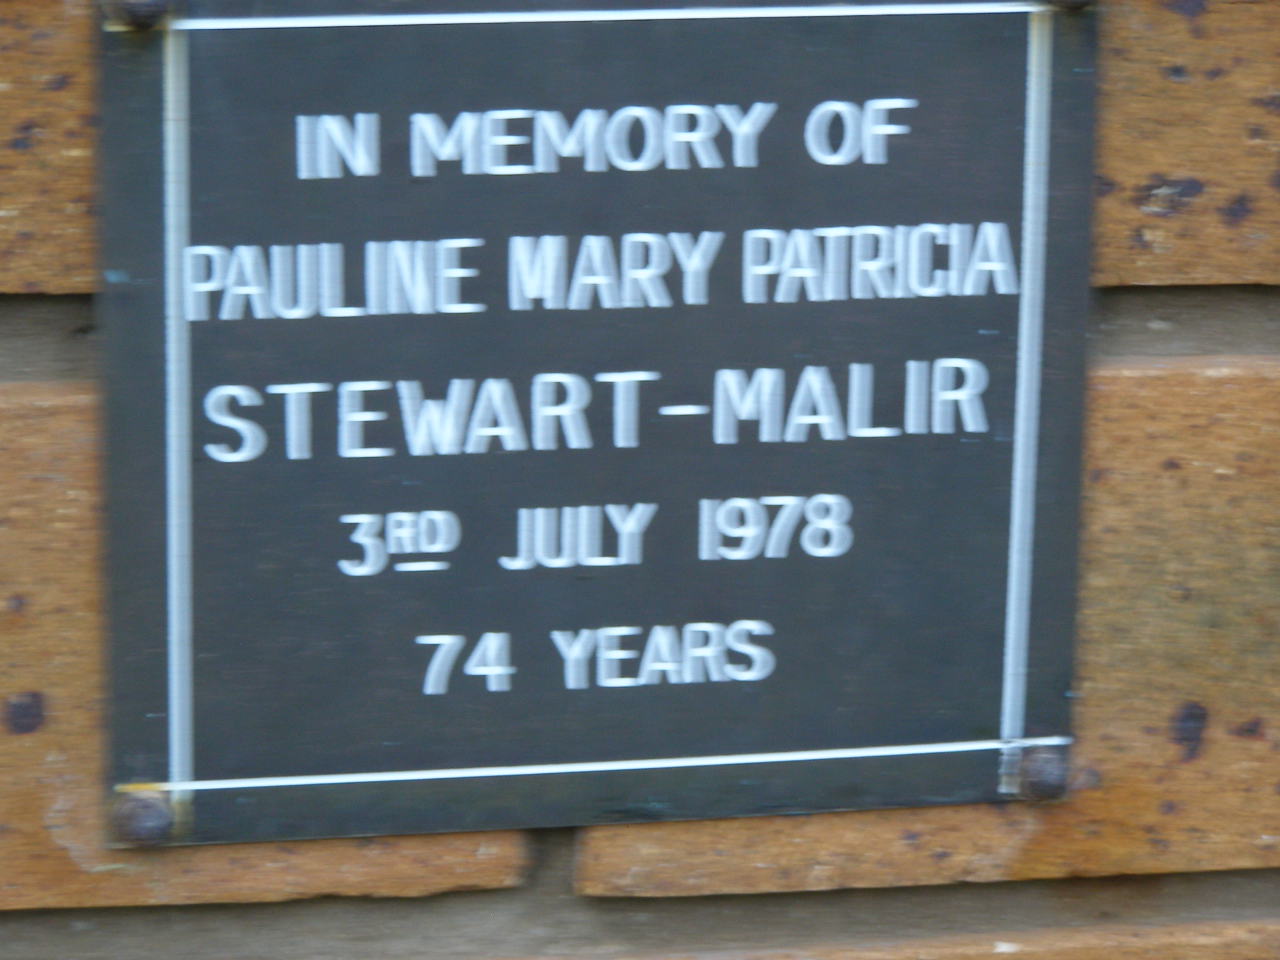 IN MEMORY OF
PAULINE MARY PATRICIA
STEWART-MALIR
3RD JULY 1978
74 YEARS